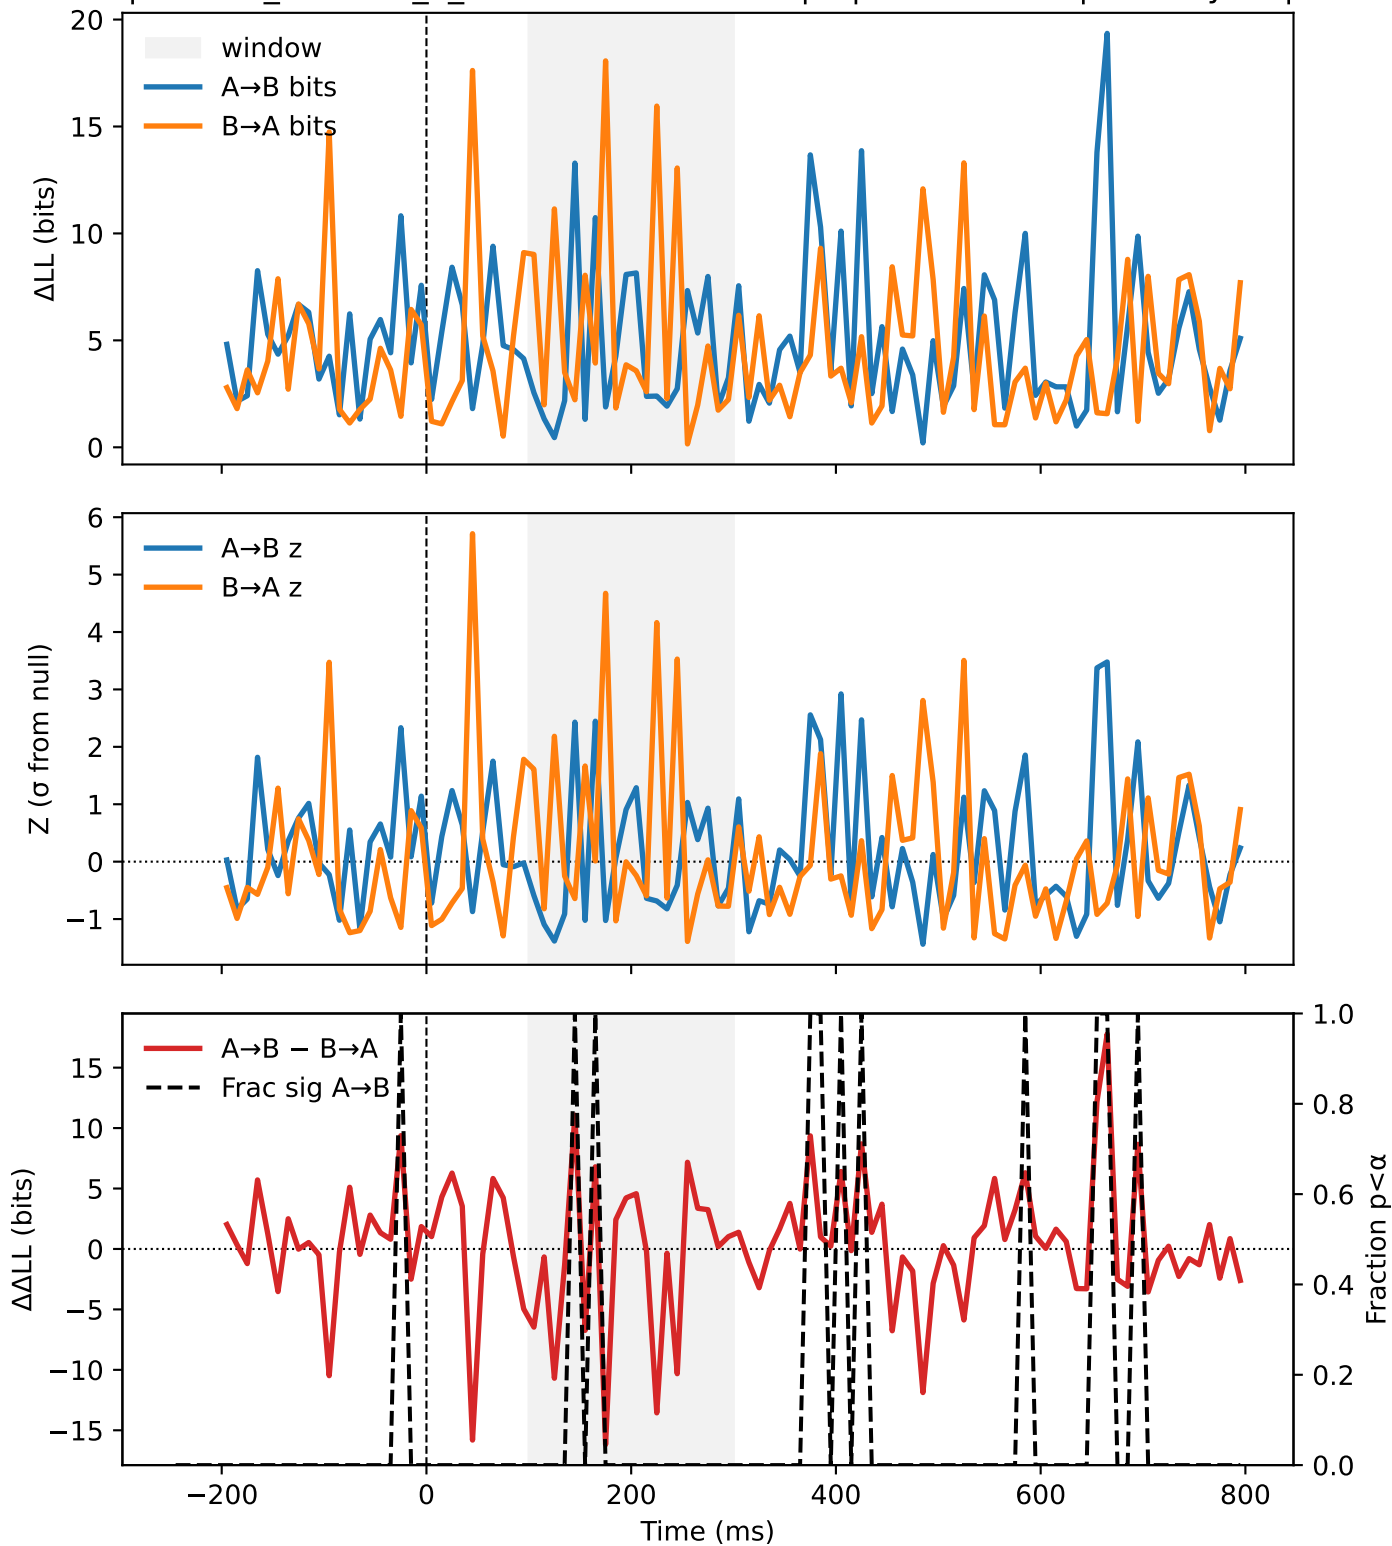 20
15
10
5
0
ΔLL (bits)
window
A→B bits
B→A bits
6
5
4
3
2
1
0
−1
Z (σ from null)
A→B z
B→A z
15
10
5
0
−5
−10
−15
ΔΔLL (bits)
A→B − B→A
Frac sig A→B
1.0
0.8
0.6
0.4
0.2
0.0
Fraction p<α
−200
0
200
400
600
800
Time (ms)